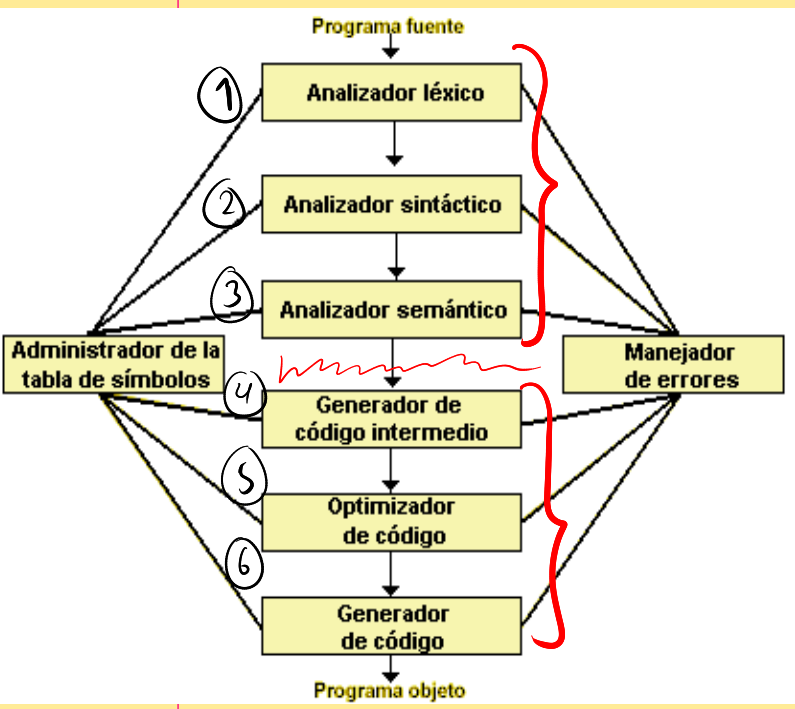 Programa fuente
1
Analizador léxico
2
Analizador sintáctico
3
Analizador semántico
Administrador de la
tabla de símbolos
Manejador
de errores
4
Generador de
código intermedio
5
Optimizador
de código
6
Generador
de código
Programa objeto